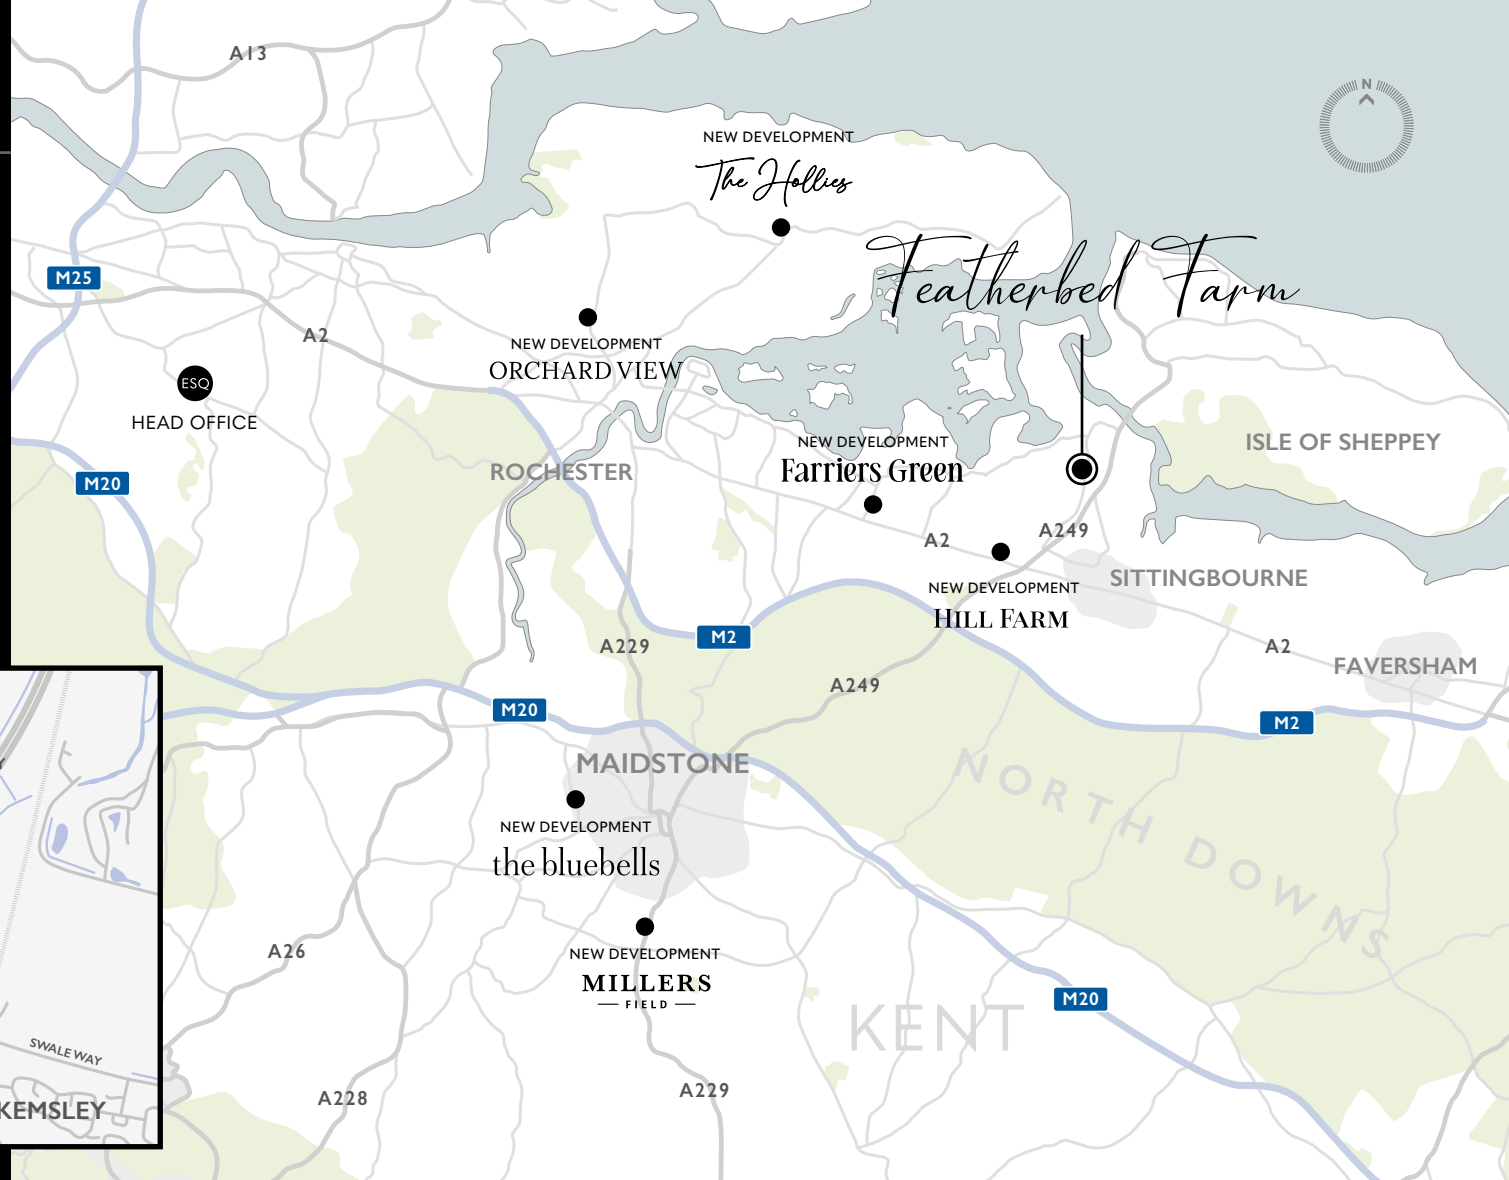 A13
N
NEW DEVELOPMENT
The Hollies
Featherbed Farm
M25
A2
NEW DEVELOPMENT
ORCHARD VIEW
ESQ
HEAD OFFICE
NEW DEVELOPMENT
Farriers Green
ISLE OF SHEPPEY
ROCHESTER
M20
A249
A2
SITTINGBOURNE
NEW DEVELOPMENT
HILL FARM
M2
A229
A2
FAVERSHAM
A249
M20
M2
MAIDSTONE
NORTH DOWNS
NEW DEVELOPMENT
the bluebells
A26
NEW DEVELOPMENT
MILLERS
FIELD
M20
KENT
SWALE WAY
A229
A228
KEMSLEY